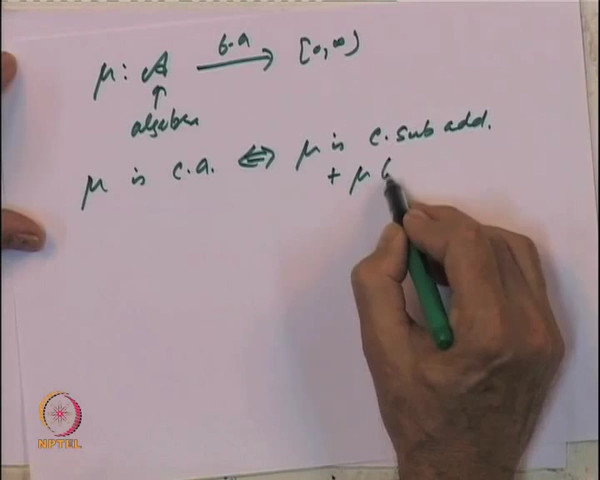 μ : 𝒜 ⟶ [0, ∞)
f.a
↑
algebra
μ is c.a. ⟺ μ is c. sub add.
+ μ (
NPTEL